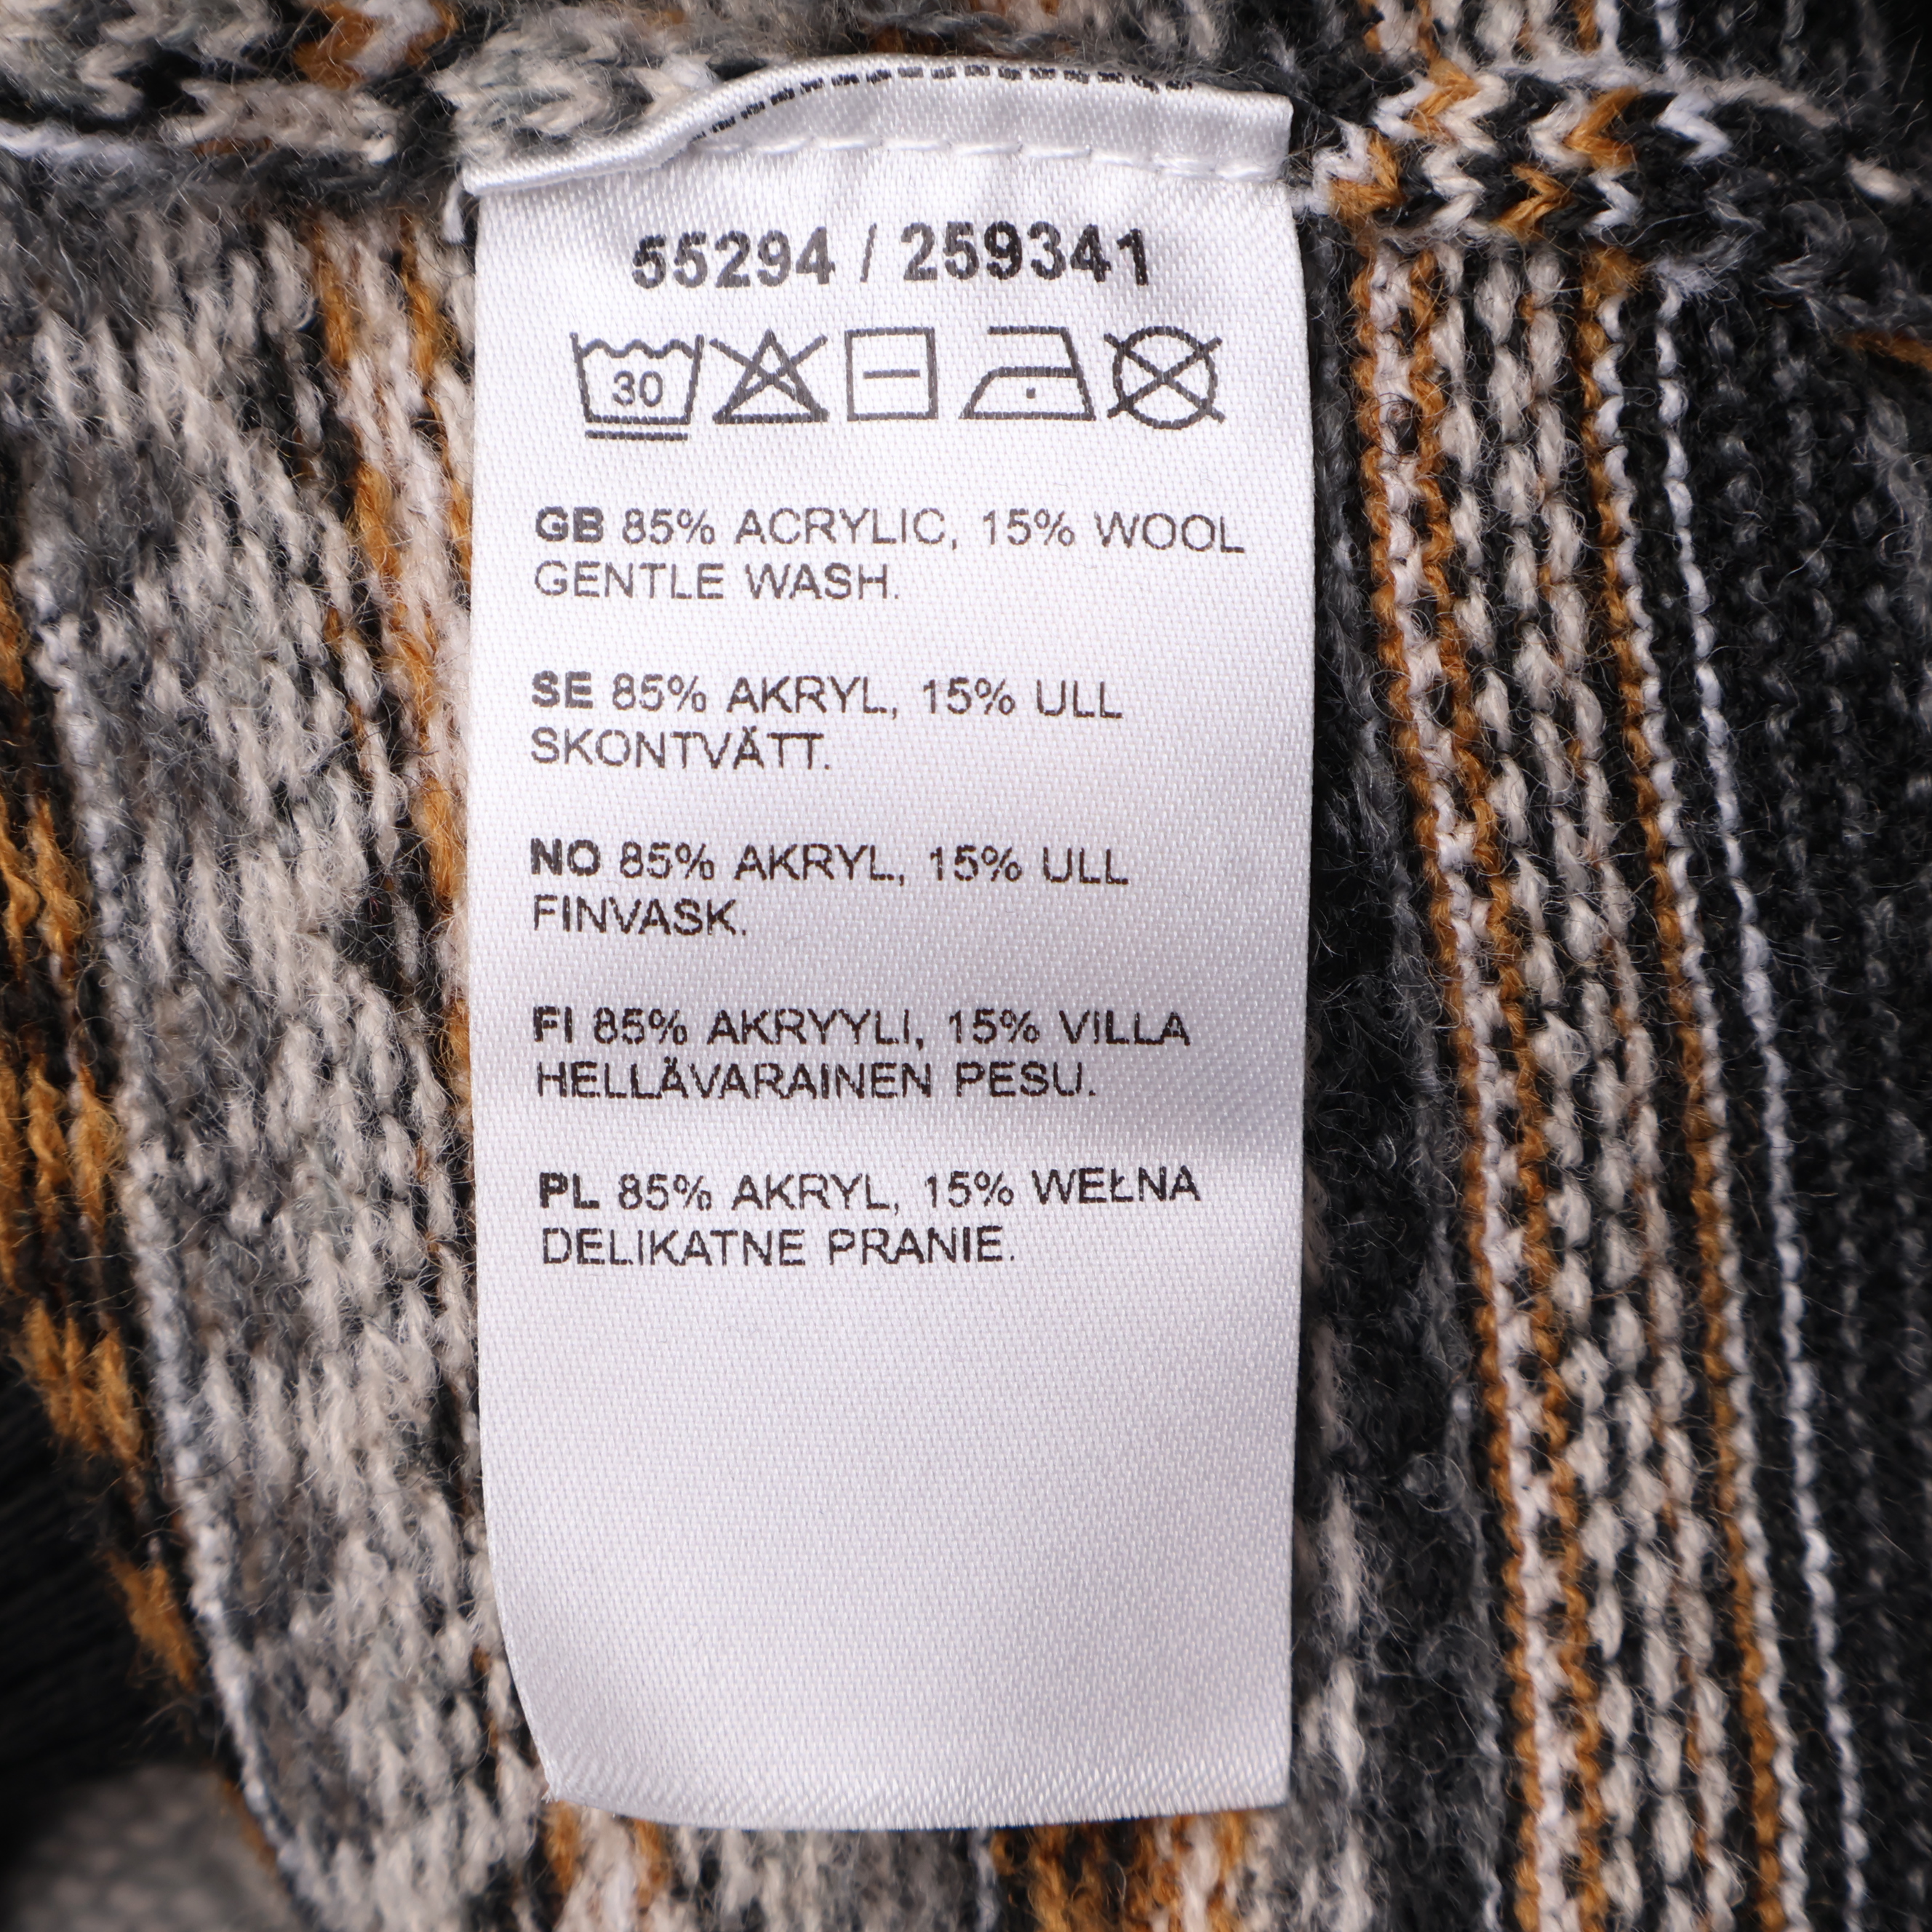 55294 / 259341
30
GB 85% ACRYLIC, 15% WOOL
GENTLE WASH.
SE 85% AKRYL, 15% ULL
SKONTVÄTT.
NO 85% AKRYL, 15% ULL
FINVASK.
FI 85% AKRYYLI, 15% VILLA
HELLÄVARAINEN PESU.
PL 85% AKRYL, 15% WEŁNA
DELIKATNE PRANIE.